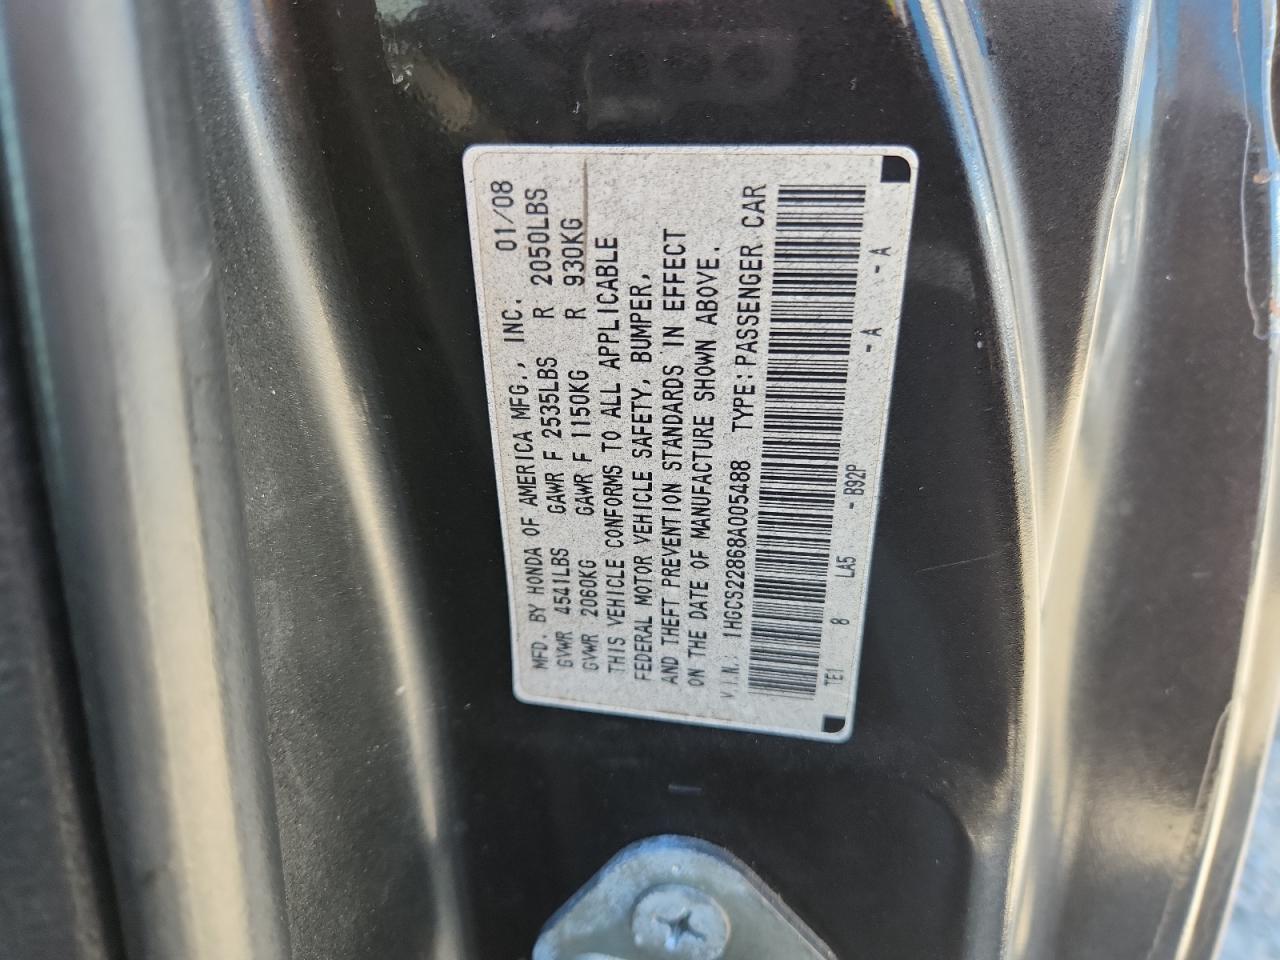 MFD. BY HONDA OF AMERICA MFG., INC. 01/08
GVWR 4541LBS GAWR F 2535LBS R 2050LBS
GVWR 2060KG GAWR F 1150KG R 930KG
THIS VEHICLE CONFORMS TO ALL APPLICABLE
FEDERAL MOTOR VEHICLE SAFETY, BUMPER,
AND THEFT PREVENTION STANDARDS IN EFFECT
ON THE DATE OF MANUFACTURE SHOWN ABOVE.
V.I.N. 1HGCS22868A005488 TYPE: PASSENGER CAR
TE1 8 LA5 - B92P - A - A